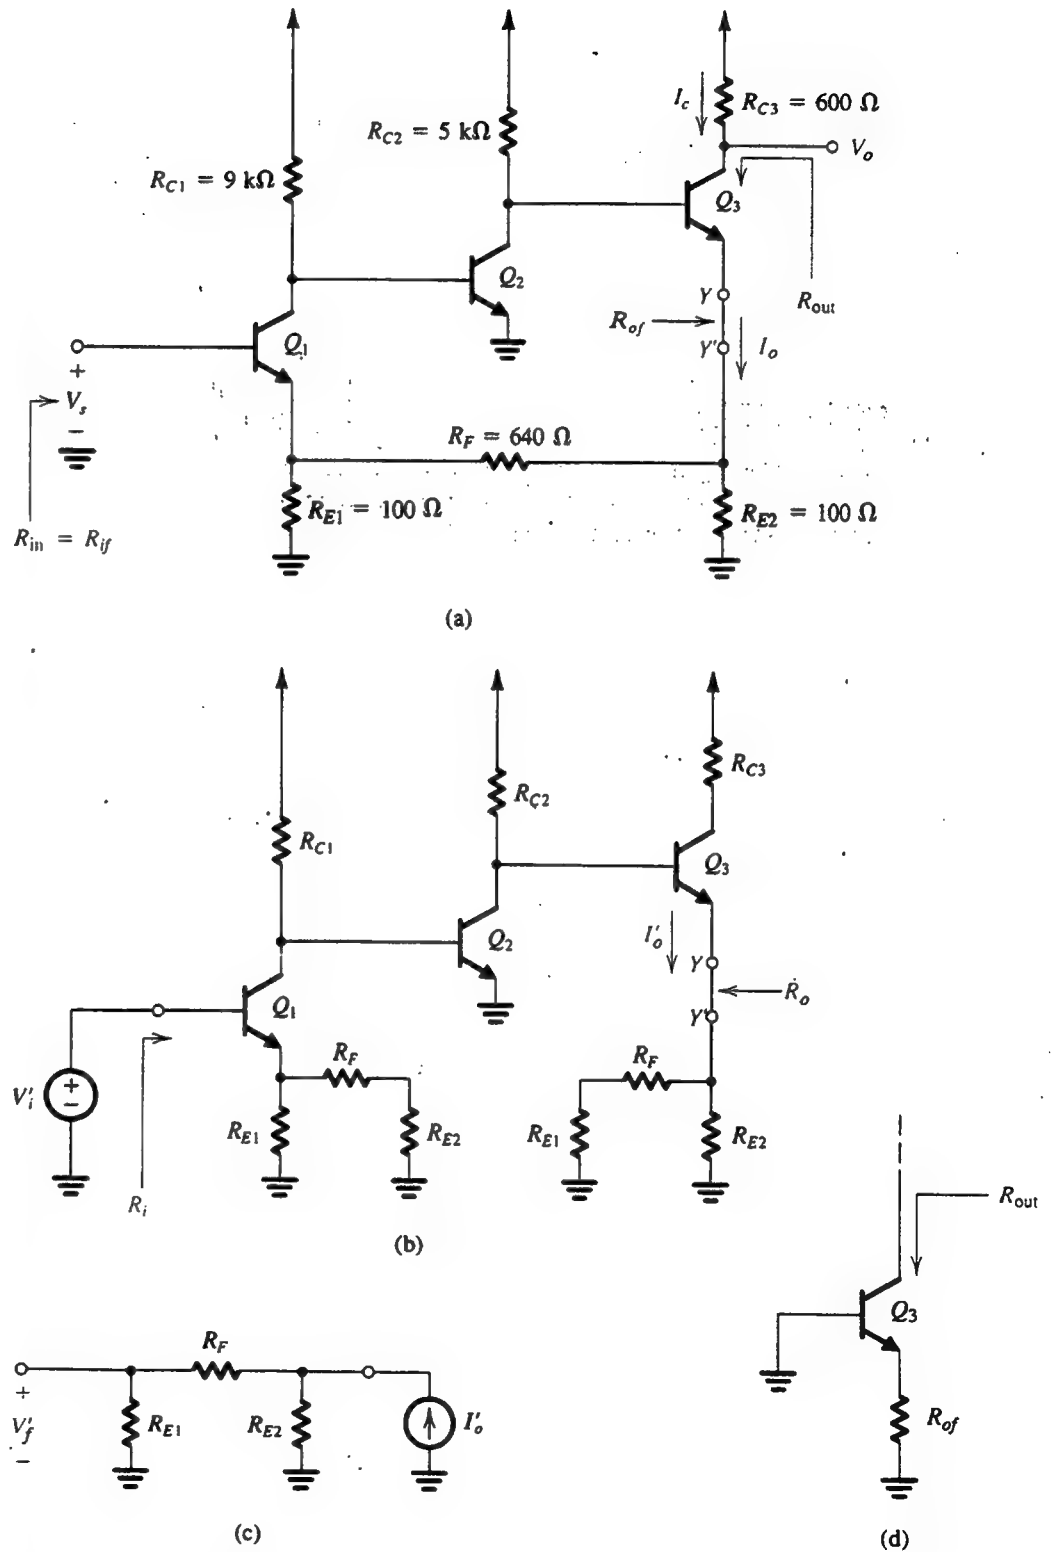 I_c
R_C3 = 600 Ω
R_C2 = 5 kΩ
V_o
R_C1 = 9 kΩ
Q_3
Q_2
R_out
Y
R_of
Q_1
Y'
I_o
+
V_s
−
R_F = 640 Ω
R_E1 = 100 Ω
R_E2 = 100 Ω
R_in = R_if
(a)
R_C3
R_C2
R_C1
Q_3
I'_o
Q_2
Y
R_o
Q_1
Y'
R_F
R_F
V'_i
+
−
R_E1
R_E2
R_E1
R_E2
R_i
R_out
(b)
Q_3
R_F
+
V'_f
−
R_E1
R_E2
I'_o
R_of
(c)
(d)